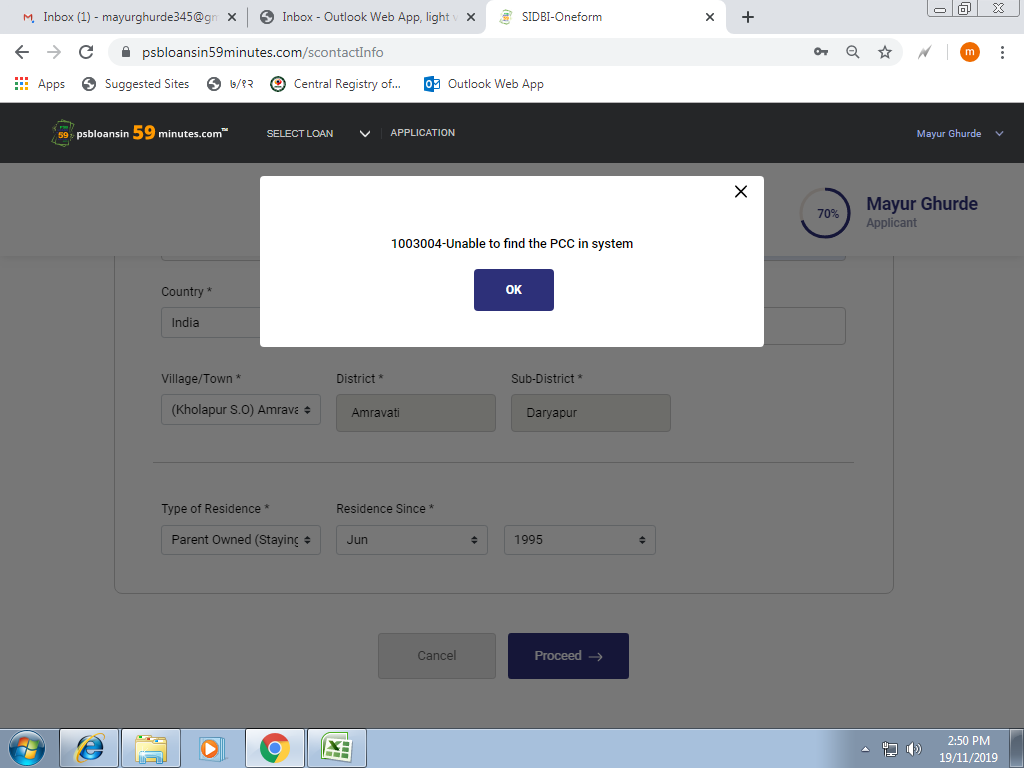 Inbox (1) - mayurghurde345@gm
Inbox - Outlook Web App, light v
SIDBI-Oneform
psbloansin59minutes.com/scontactInfo
m
Apps
Suggested Sites
७/१२
Central Registry of...
Outlook Web App
psbloansin 59 minutes.com™
SELECT LOAN
APPLICATION
Mayur Ghurde
70%
Mayur Ghurde
Applicant
1003004-Unable to find the PCC in system
OK
Country *
India
Village/Town *
District *
Sub-District *
(Kholapur S.O) Amrava
Amravati
Daryapur
Type of Residence *
Residence Since *
Parent Owned (Staying
Jun
1995
Cancel
Proceed →
2:50 PM
19/11/2019